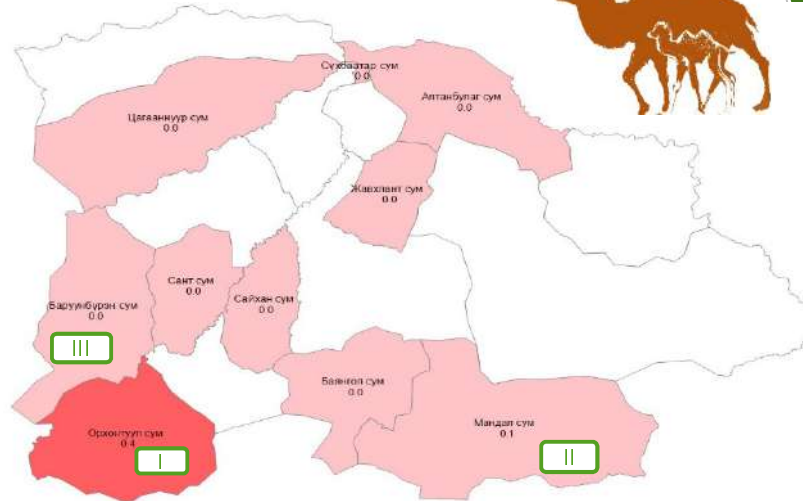 Сүхбаатар сум
0.0
Алтанбулаг сум
0.0
Цагааннуур сум
0.0
Жавхлант сум
0.0
Сант сум
0.0
Сайхан сум
0.0
Баруунбүрэн сум
0.0
III
Баянгол сум
0.0
Орхонтуул сум
0.4
I
Мандал сум
0.1
II